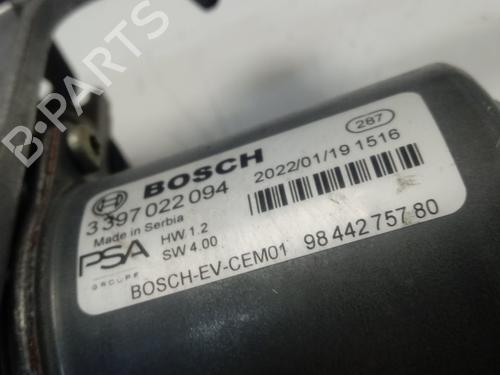 B-PARTS
287
BOSCH
2022/01/19 1516
3 397 022 094
Made in Serbia
PSA
GROUPE
HW 1.2
SW 4.00
BOSCH-EV-CEM01
98 442 757 80